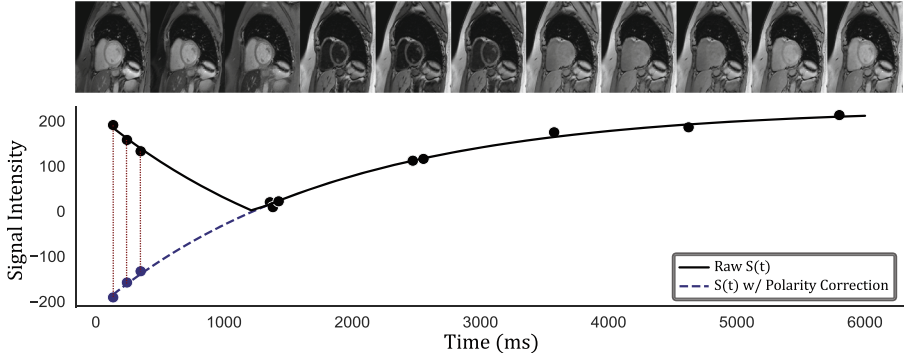 200
100
0
−100
−200
Signal Intensity
0 1000 2000 3000 4000 5000 6000
Time (ms)
Raw S(t)
S(t) w/ Polarity Correction